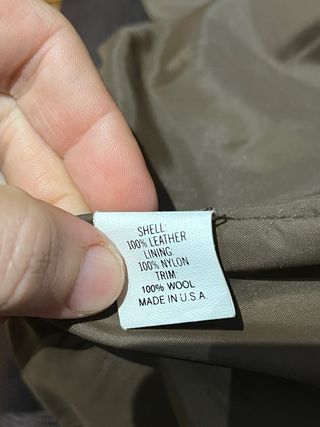 SHELL:
100% LEATHER
LINING:
100% NYLON
TRIM:
100% WOOL
MADE IN U.S.A.